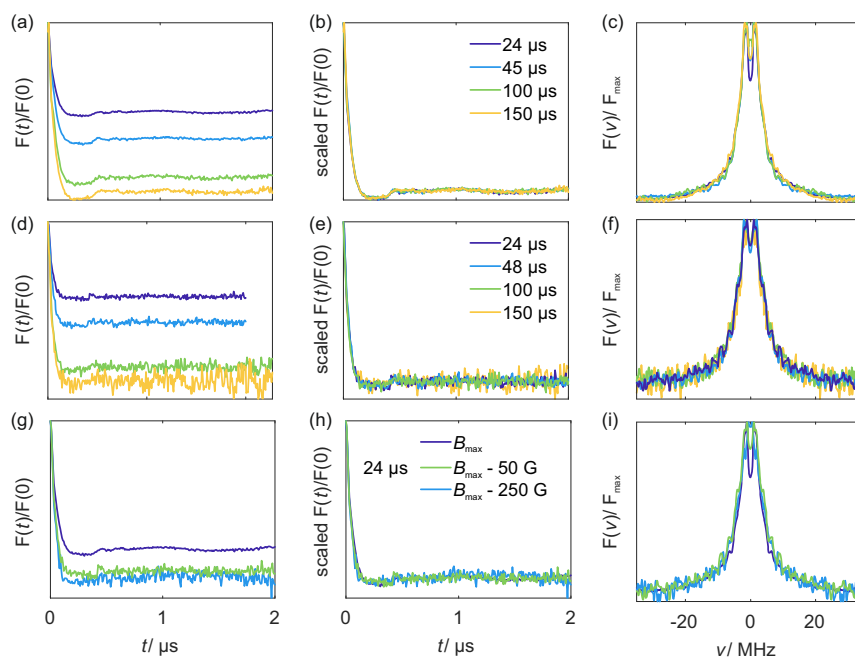 (a)
F(t)/F(0)
(b)
scaled F(t)/F(0)
24 µs
45 µs
100 µs
150 µs
(c)
F(ν)/ Fmax
(d)
F(t)/F(0)
(e)
scaled F(t)/F(0)
24 µs
48 µs
100 µs
150 µs
(f)
F(ν)/ Fmax
(g)
F(t)/F(0)
0 1 2
t/ µs
(h)
scaled F(t)/F(0)
24 µs
Bmax
Bmax - 50 G
Bmax - 250 G
0 1 2
t/ µs
(i)
F(ν)/ Fmax
-20 0 20
ν/ MHz